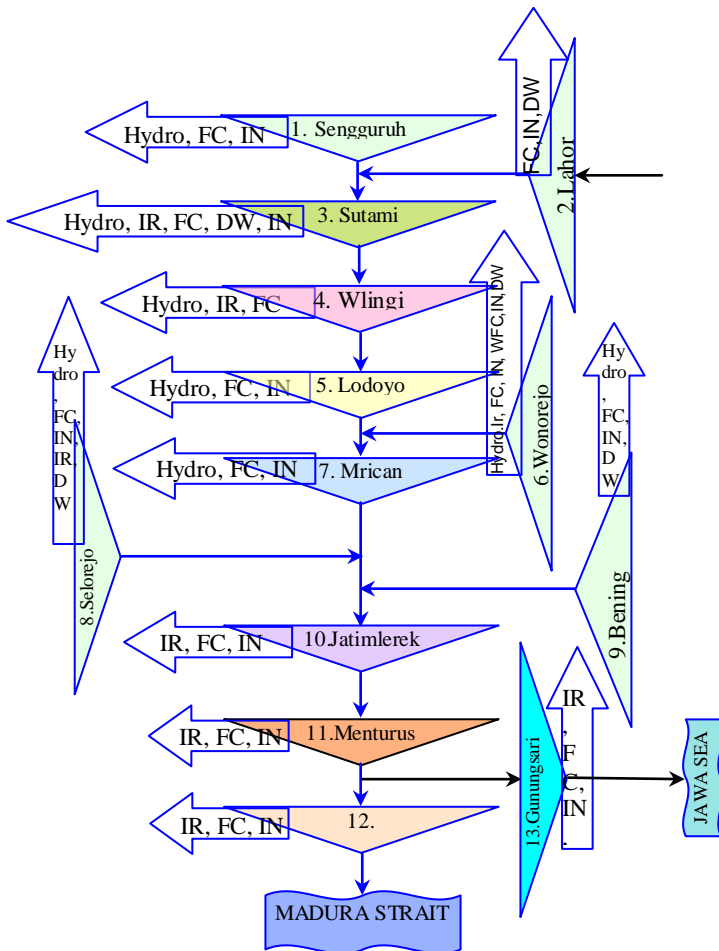 Hydro, FC, IN
1. Sengguruh
FC,IN,DW
2.Lahor
Hydro, IR, FC, DW, IN
3. Sutami
Hydro, IR, FC
4. Wlingi
Hydro.Ir, FC, IN, WFC,IN,DW
Hy
dro
, FC,
IN,
IR,
D
W
Hy
dro
, FC,
IN,
D
W
Hydro, FC, IN
5. Lodoyo
6.Wonorejo
Hydro, FC, IN
7. Mrican
8.Selorejo
9.Bening
IR, FC, IN
10.Jatimlerek
IR
,
F
C,
IN
.
IR, FC, IN
11.Menturus
13.Gunungsari
JAWA SEA
IR, FC, IN
12.
MADURA STRAIT